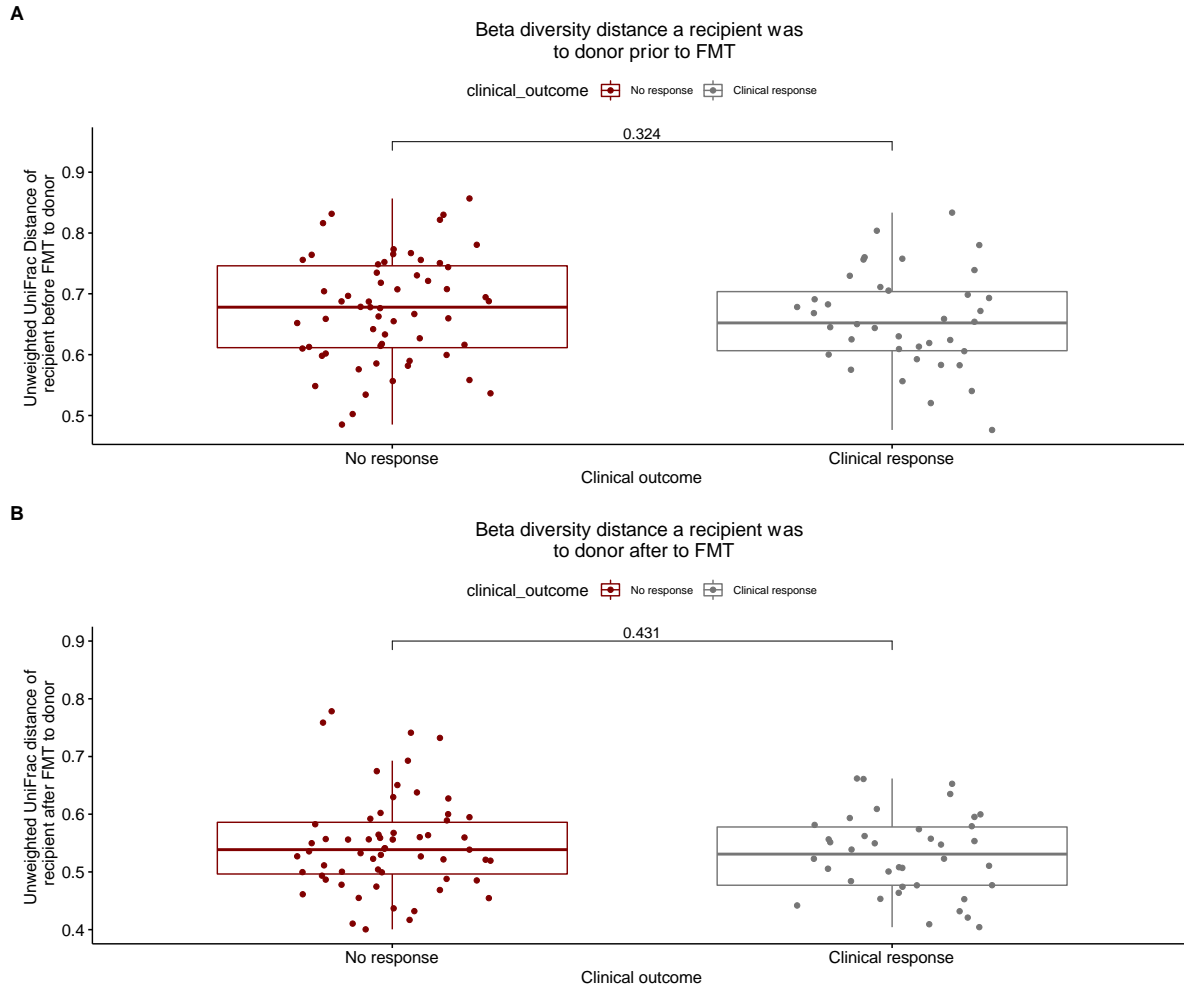 A
Beta diversity distance a recipient was
to donor prior to FMT
clinical_outcome No response Clinical response
0.324
Unweighted UniFrac Distance of
recipient before FMT to donor
0.9
0.8
0.7
0.6
0.5
No response Clinical response
Clinical outcome
B
Beta diversity distance a recipient was
to donor after to FMT
clinical_outcome No response Clinical response
0.431
Unweighted UniFrac distance of
recipient after FMT to donor
0.9
0.8
0.7
0.6
0.5
0.4
No response Clinical response
Clinical outcome